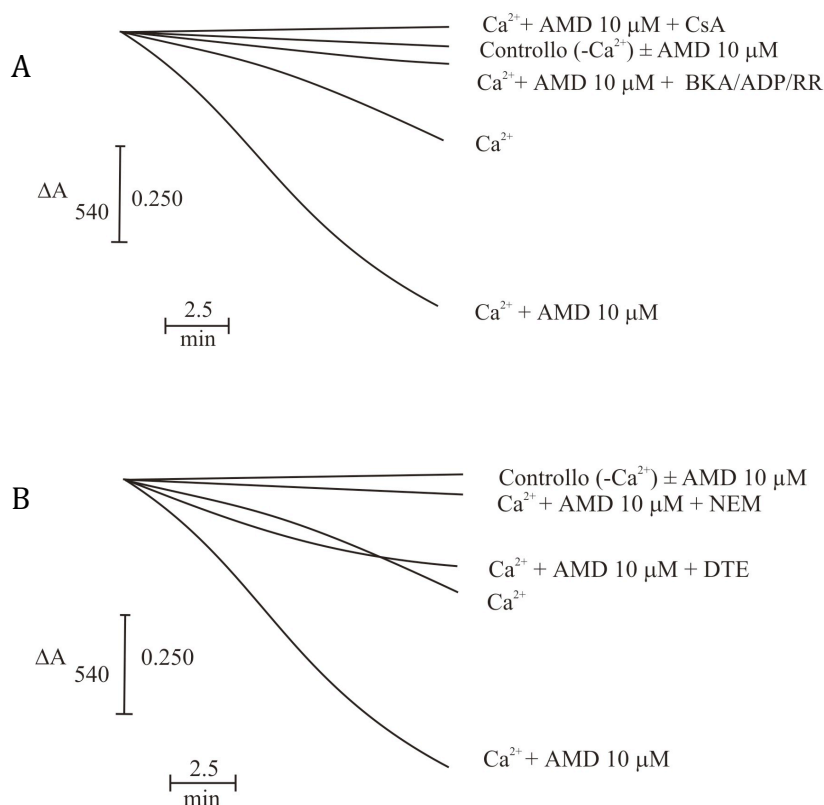 A
Ca²⁺+ AMD 10 μM + CsA
Controllo (-Ca²⁺) ± AMD 10 μM
Ca²⁺+ AMD 10 μM + BKA/ADP/RR
Ca²⁺
ΔA 540 0.250
2.5
min
Ca²⁺ + AMD 10 μM
B
Controllo (-Ca²⁺) ± AMD 10 μM
Ca²⁺ + AMD 10 μM + NEM
Ca²⁺ + AMD 10 μM + DTE
Ca²⁺
ΔA 540 0.250
Ca²⁺ + AMD 10 μM
2.5
min